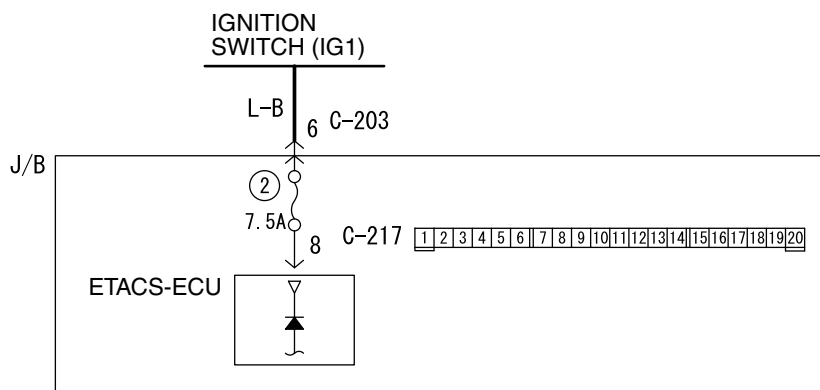 IGNITION
SWITCH (IG1)
L-B
6 C-203
J/B
2
7.5A
8
C-217
1 2 3 4 5 6 7 8 9 10 11 12 13 14 15 16 17 18 19 20
ETACS-ECU